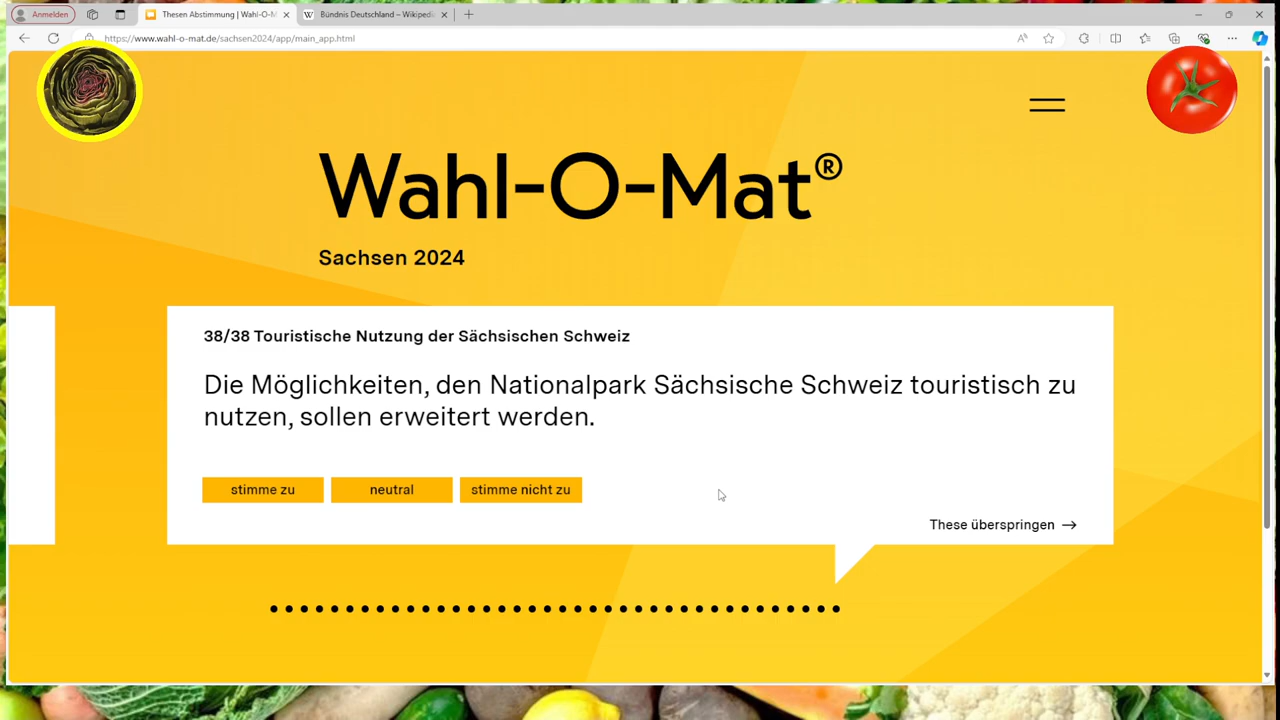 Anmelden
Thesen Abstimmung | Wahl-O-M
Bündnis Deutschland – Wikipedi
https://www.wahl-o-mat.de/sachsen2024/app/main_app.html
Wahl-O-Mat®
Sachsen 2024
38/38 Touristische Nutzung der Sächsischen Schweiz
Die Möglichkeiten, den Nationalpark Sächsische Schweiz touristisch zu
nutzen, sollen erweitert werden.
stimme zu neutral stimme nicht zu
These überspringen →